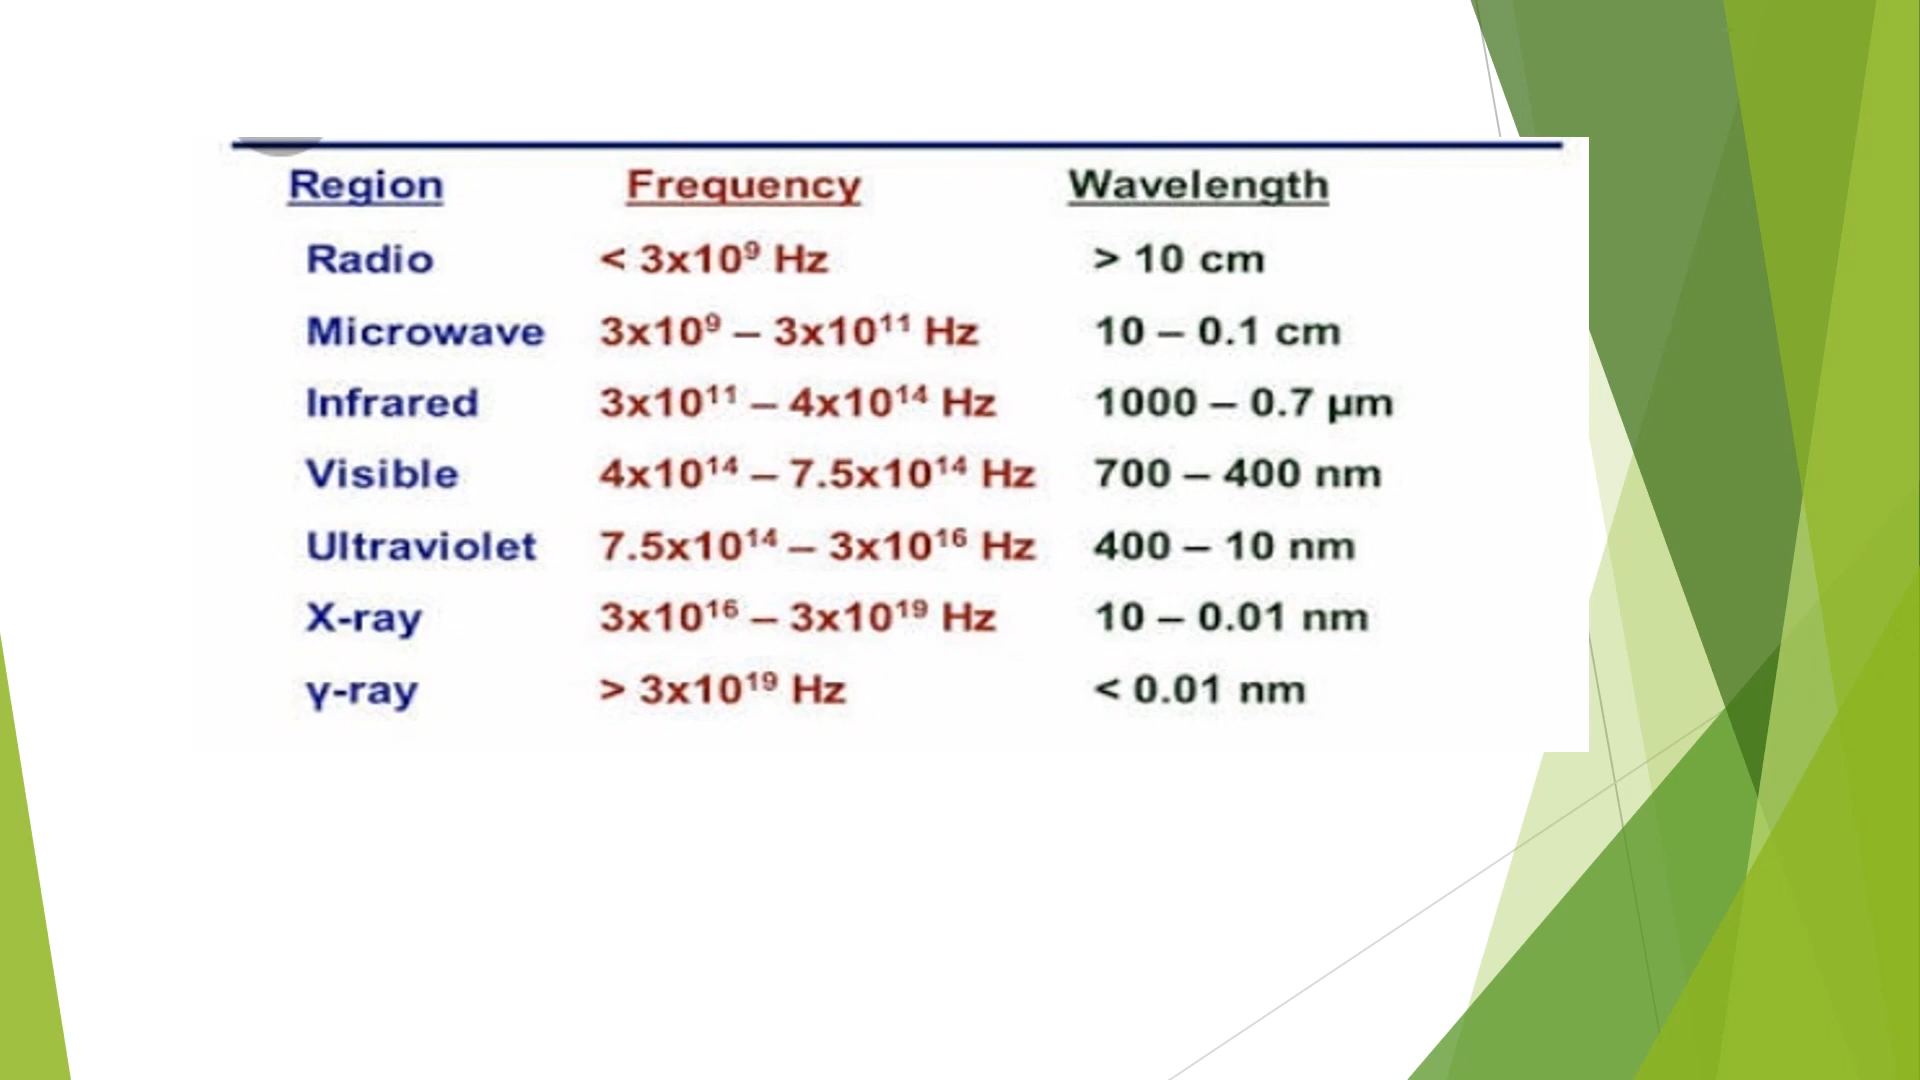 Region Frequency Wavelength
Radio < 3x10⁹ Hz > 10 cm
Microwave 3x10⁹ – 3x10¹¹ Hz 10 – 0.1 cm
Infrared 3x10¹¹ – 4x10¹⁴ Hz 1000 – 0.7 μm
Visible 4x10¹⁴ – 7.5x10¹⁴ Hz 700 – 400 nm
Ultraviolet 7.5x10¹⁴ – 3x10¹⁶ Hz 400 – 10 nm
X-ray 3x10¹⁶ – 3x10¹⁹ Hz 10 – 0.01 nm
γ-ray > 3x10¹⁹ Hz < 0.01 nm